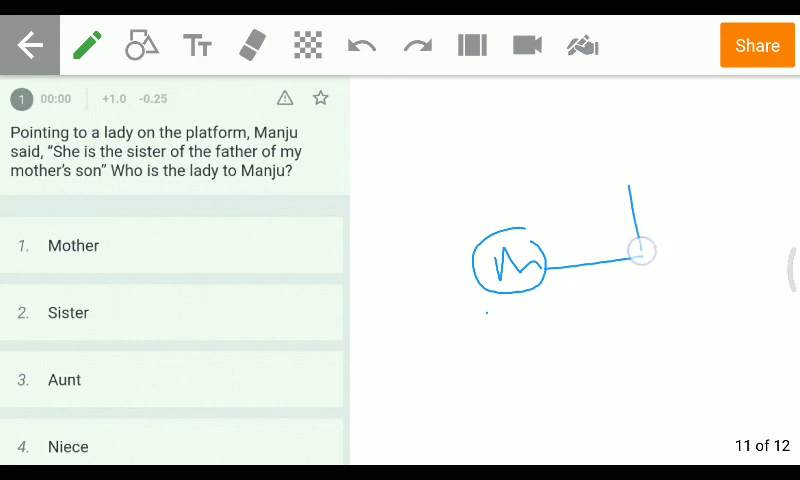 Tт
Share
1 00:00 +1.0 -0.25
Pointing to a lady on the platform, Manju
said, “She is the sister of the father of my
mother’s son” Who is the lady to Manju?
M
1. Mother
2. Sister
3. Aunt
4. Niece
11 of 12